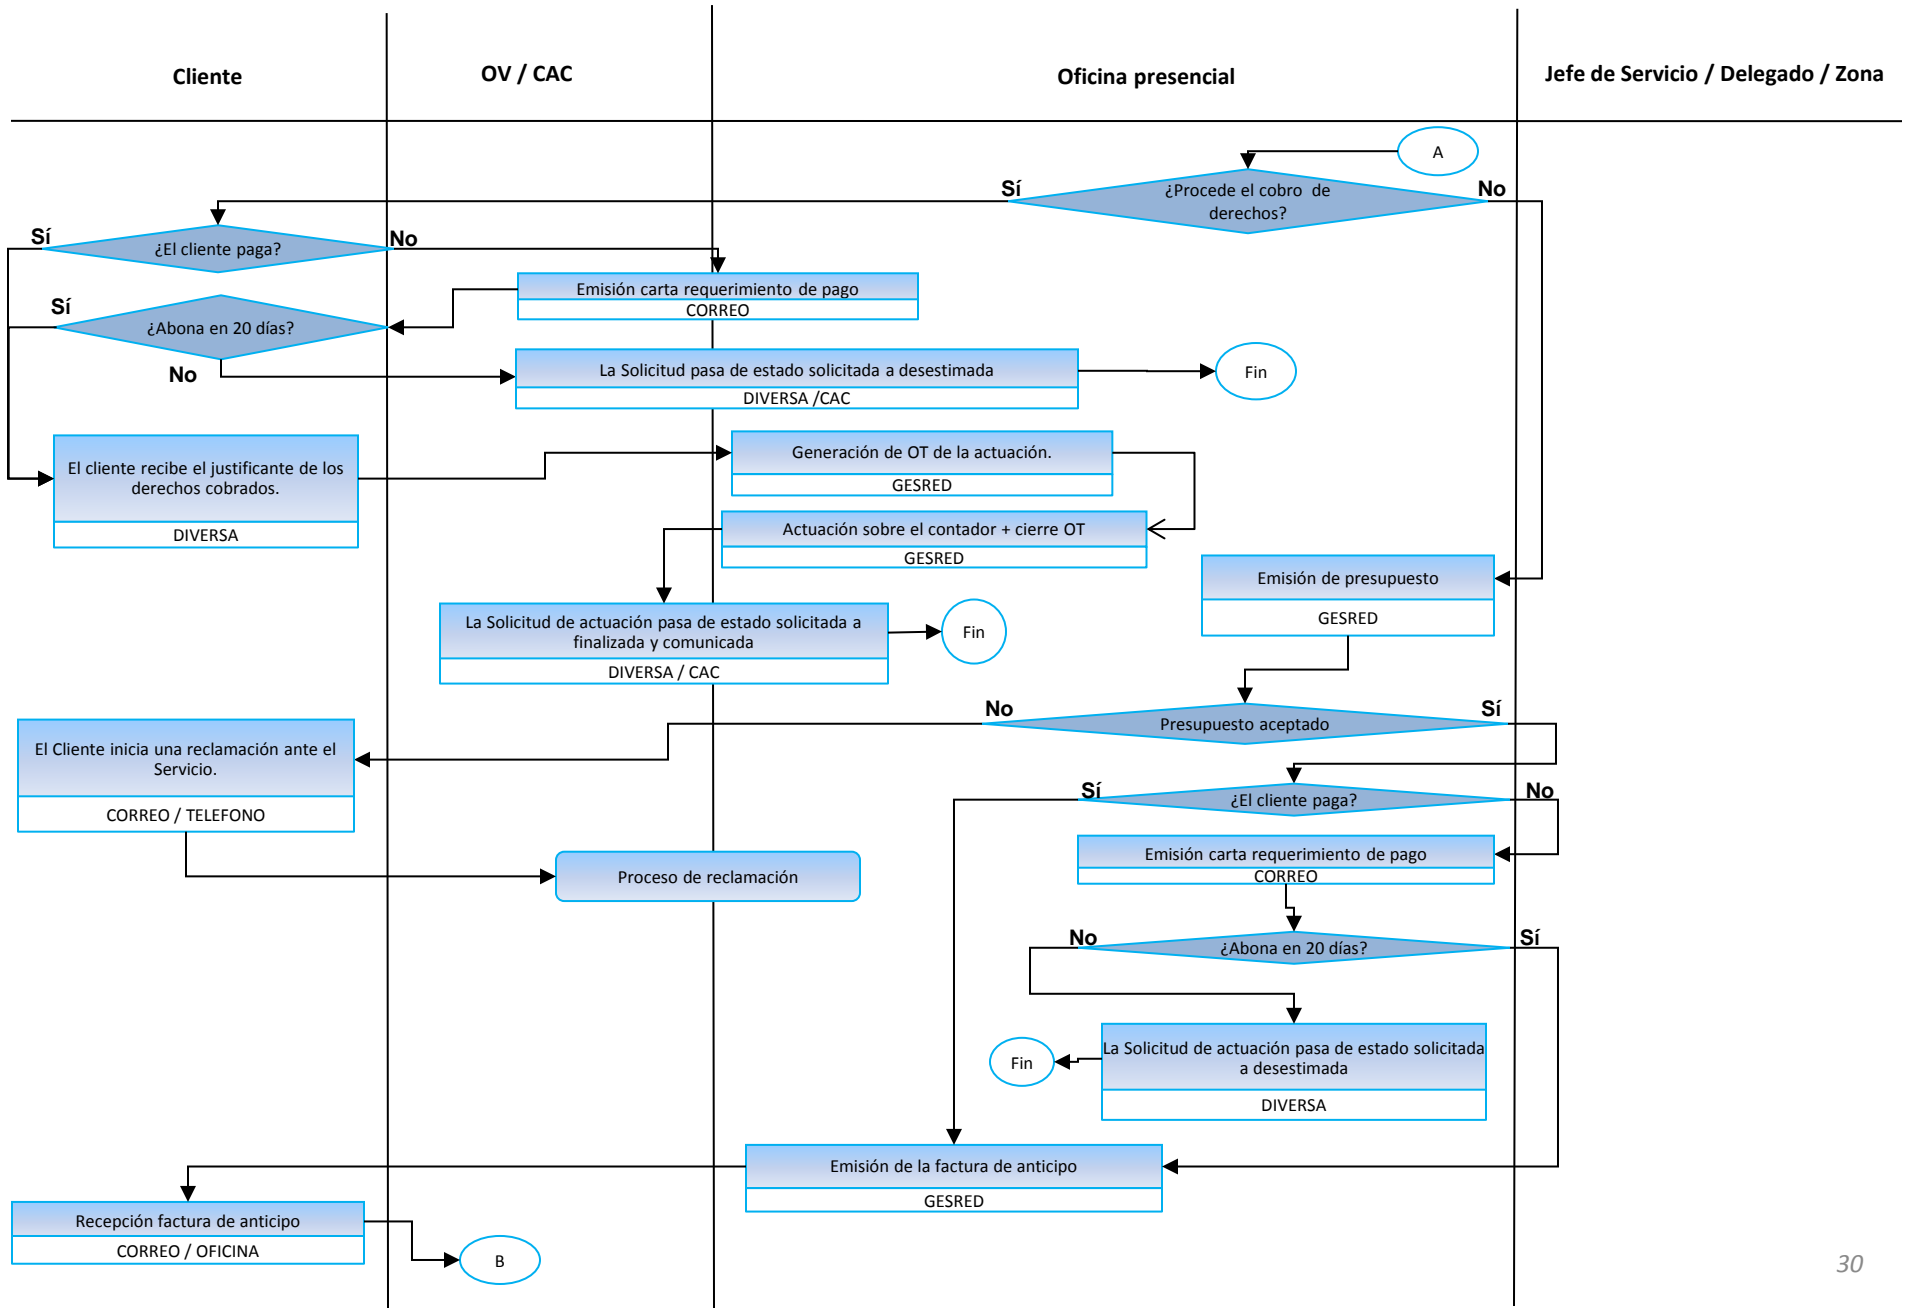 Cliente
OV / CAC
Oficina presencial
Jefe de Servicio / Delegado / Zona
A
¿Procede el cobro de
derechos?
Sí
No
¿El cliente paga?
Sí
No
Emisión carta requerimiento de pago
CORREO
¿Abona en 20 días?
Sí
No
La Solicitud pasa de estado solicitada a desestimada
DIVERSA /CAC
Fin
El cliente recibe el justificante de los
derechos cobrados.
DIVERSA
Generación de OT de la actuación.
GESRED
Actuación sobre el contador + cierre OT
GESRED
Emisión de presupuesto
GESRED
La Solicitud de actuación pasa de estado solicitada a
finalizada y comunicada
DIVERSA / CAC
Fin
No
Presupuesto aceptado
Sí
El Cliente inicia una reclamación ante el
Servicio.
CORREO / TELEFONO
Sí
¿El cliente paga?
No
Emisión carta requerimiento de pago
CORREO
Proceso de reclamación
No
¿Abona en 20 días?
Sí
Fin
La Solicitud de actuación pasa de estado solicitada
a desestimada
DIVERSA
Emisión de la factura de anticipo
GESRED
Recepción factura de anticipo
CORREO / OFICINA
B
30